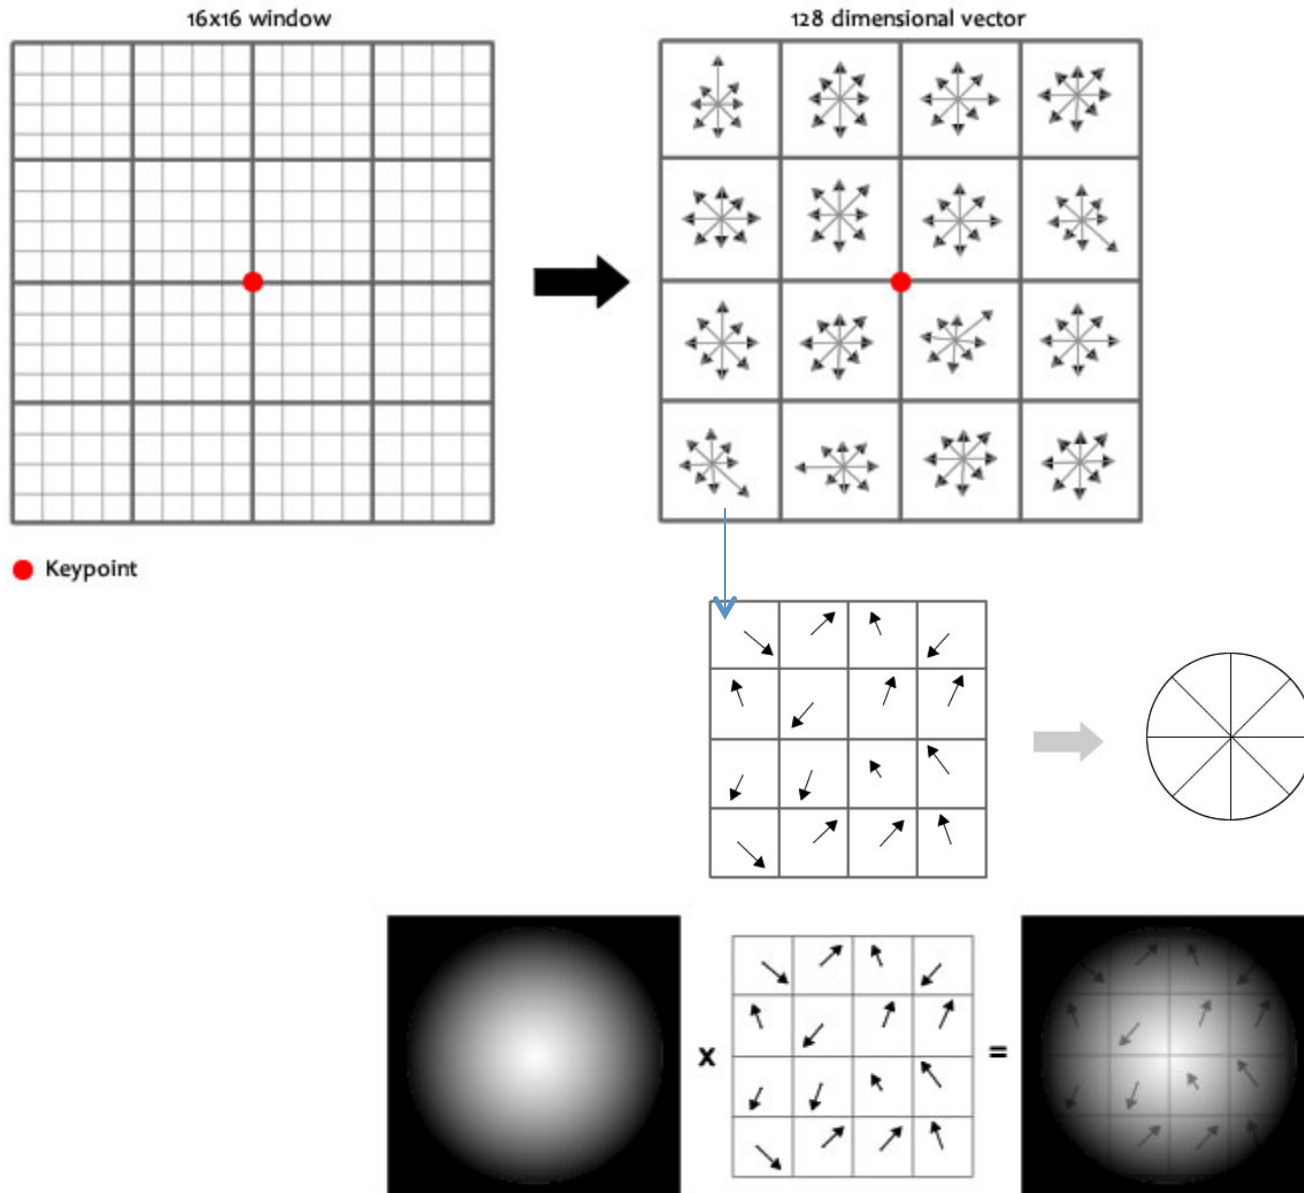 16x16 window
128 dimensional vector
Keypoint
x
=